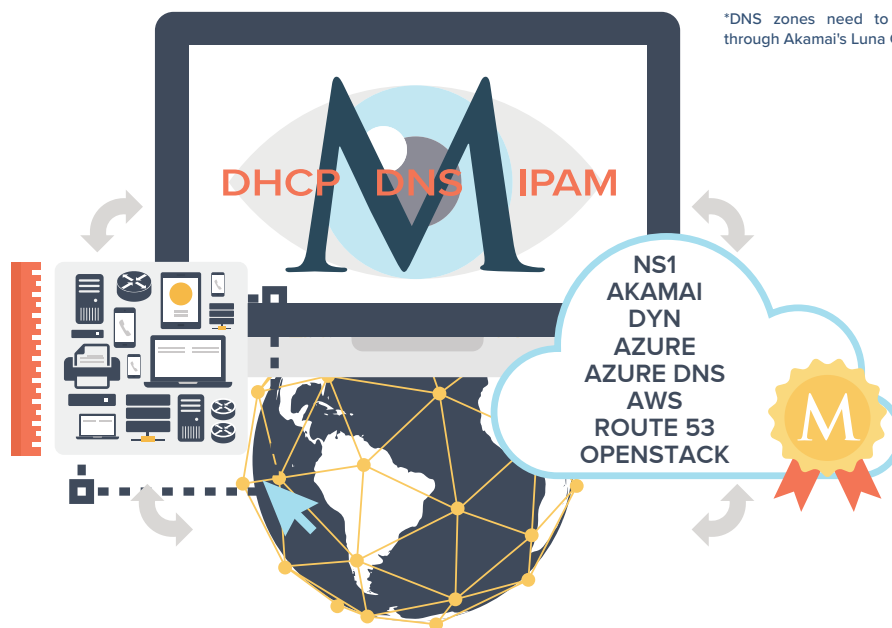 *DNS zones need to
through Akamai's Luna
M
DHCP DNS IPAM
NS1
AKAMAI
DYN
AZURE
AZURE DNS
AWS
ROUTE 53
OPENSTACK
M